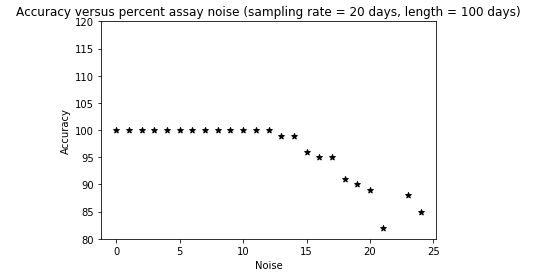 Accuracy versus percent assay noise (sampling rate = 20 days, length = 100 days)
120
115
110
105
100
95
90
85
80
Accuracy
0 5 10 15 20 25
Noise